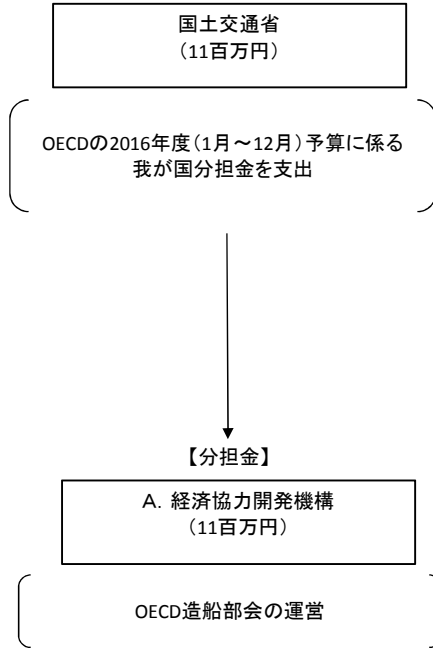 国土交通省
(11百万円)
OECDの2016年度(1月～12月)予算に係る
我が国分担金を支出
【分担金】
A. 経済協力開発機構
(11百万円)
OECD造船部会の運営